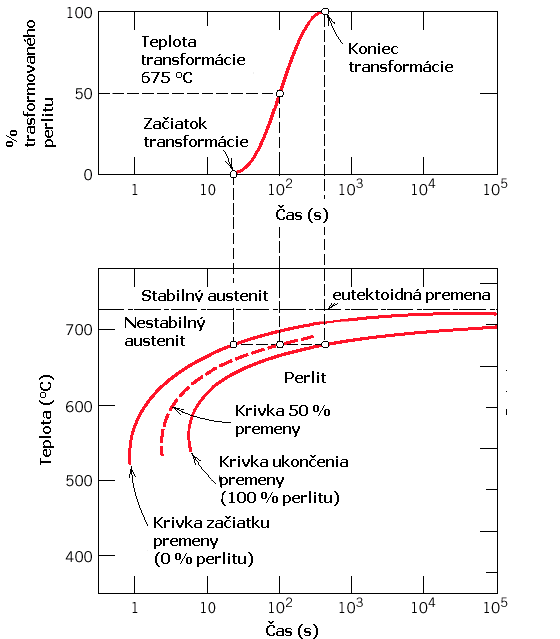 100
50
0
%
trasformovaného
perlitu
Teplota
transformácie
675 °C
Koniec
transformácie
Začiatok
transformácie
1 10 10² 10³ 10⁴ 10⁵
Čas (s)
Stabilný austenit
eutektoidná premena
Nestabilný
austenit
700
600
500
400
Teplota (°C)
Perlit
Krivka 50 %
premeny
Krivka ukončenia
premeny
(100 % perlitu)
Krivka začiatku
premeny
(0 % perlitu)
1 10 10² 10³ 10⁴ 10⁵
Čas (s)